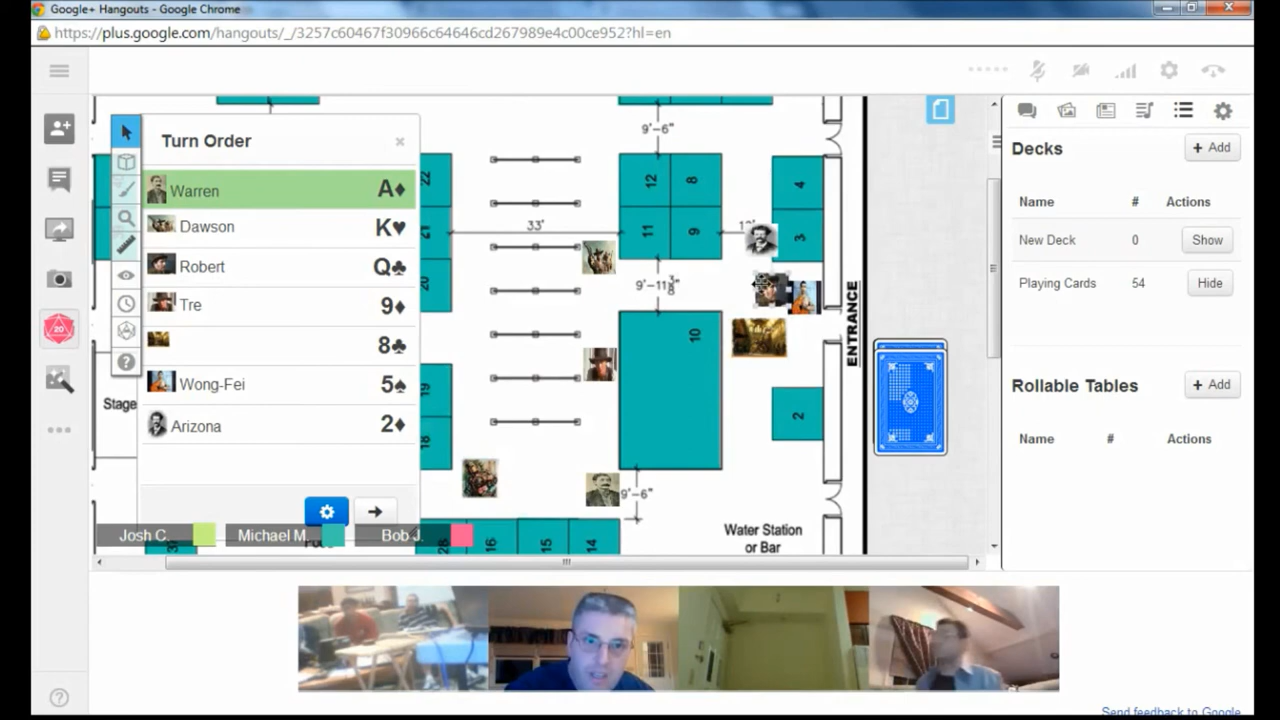 Google+ Hangouts - Google Chrome
https://plus.google.com/hangouts/_/3257c60467f30966c64646cd267989e4c00ce952?hl=en
Turn Order
Warren A♦
Dawson K♥
Robert Q♣
Tre 9♦
8♣
Wong-Fei 5♠
Arizona 2♦
Josh C.
Michael M.
Bob J.
20
9'-6"
22
21
20
19
18
33'
12
8
11
9
4
3
9'-11
10
2
ENTRANCE
Stage
9'-6"
16
15
14
Water Station
or Bar
Decks
+ Add
Name # Actions
New Deck 0 Show
Playing Cards 54 Hide
Rollable Tables
+ Add
Name # Actions
Send feedback to Google